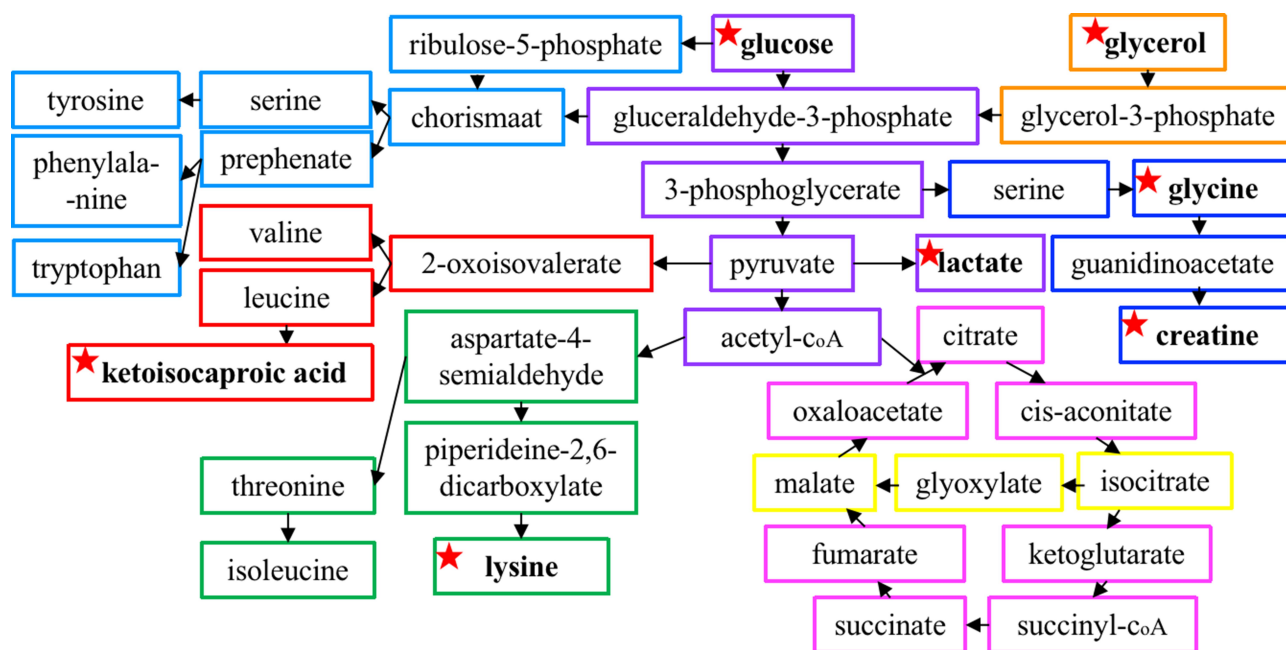 ribulose-5-phosphate
glucose
glycerol
tyrosine
serine
chorismaat
gluceraldehyde-3-phosphate
glycerol-3-phosphate
phenylala-
-nine
prephenate
3-phosphoglycerate
serine
glycine
valine
tryptophan
2-oxoisovalerate
pyruvate
lactate
guanidinoacetate
leucine
ketoisocaproic acid
aspartate-4-
semialdehyde
acetyl-coA
citrate
creatine
oxaloacetate
cis-aconitate
piperideine-2,6-
dicarboxylate
threonine
malate
glyoxylate
isocitrate
isoleucine
lysine
fumarate
ketoglutarate
succinate
succinyl-coA